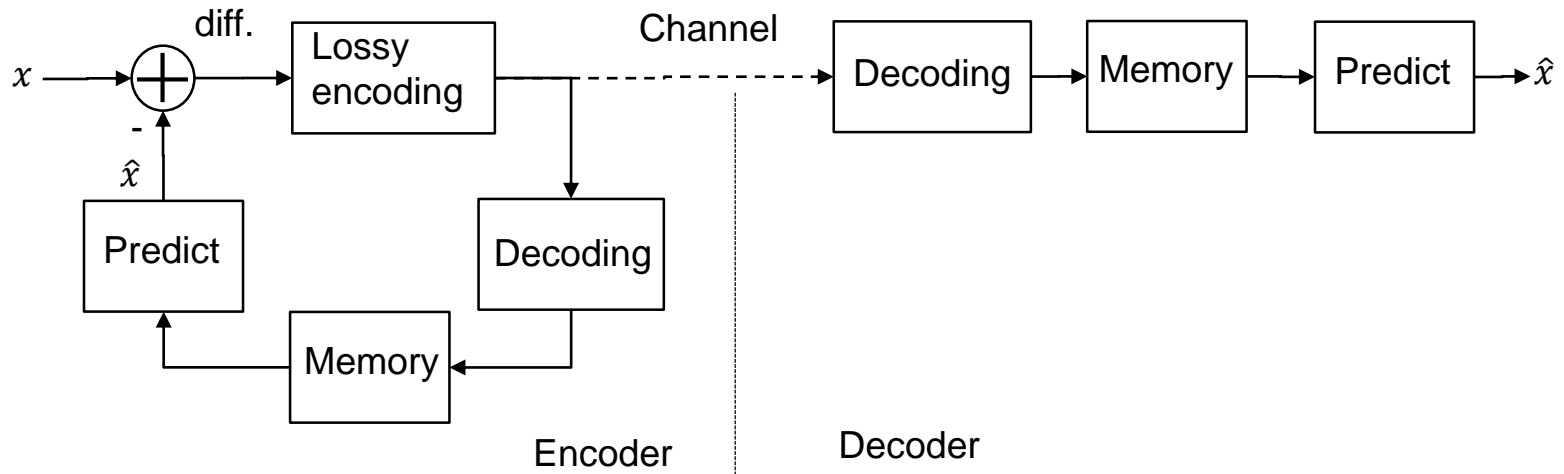 diff.
Lossy
encoding
Channel
Decoding
Memory
Predict
x
x̂
-
x̂
Predict
Decoding
Memory
Encoder
Decoder